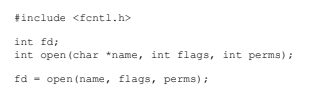 #include <fcntl.h>
int fd;
int open(char *name, int flags, int perms);
fd = open(name, flags, perms);